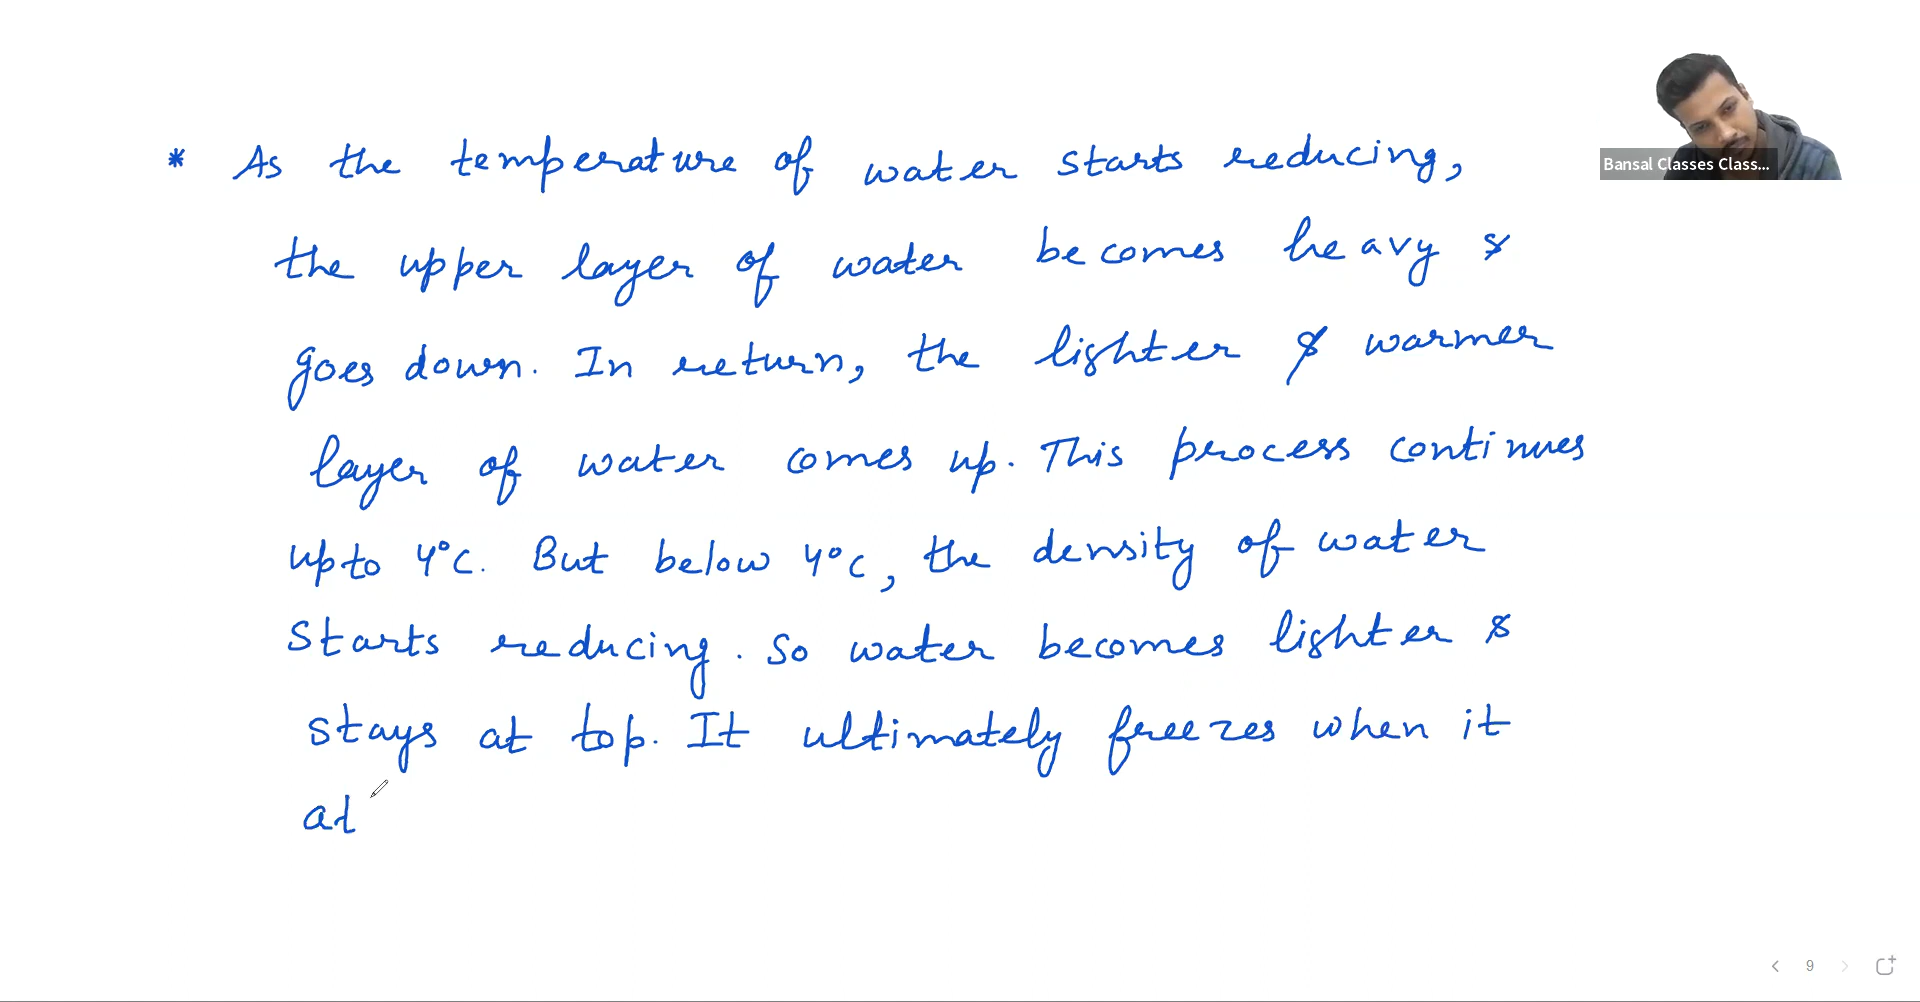 * As the temperature of water starts reducing,
Bansal Classes Class...
the upper layer of water becomes heavy &
goes down. In return, the lighter & warmer
layer of water comes up. This process continues
upto 4°C. But below 4°C, the density of water
starts reducing. So water becomes lighter &
stays at top. It ultimately freezes when it
at
9